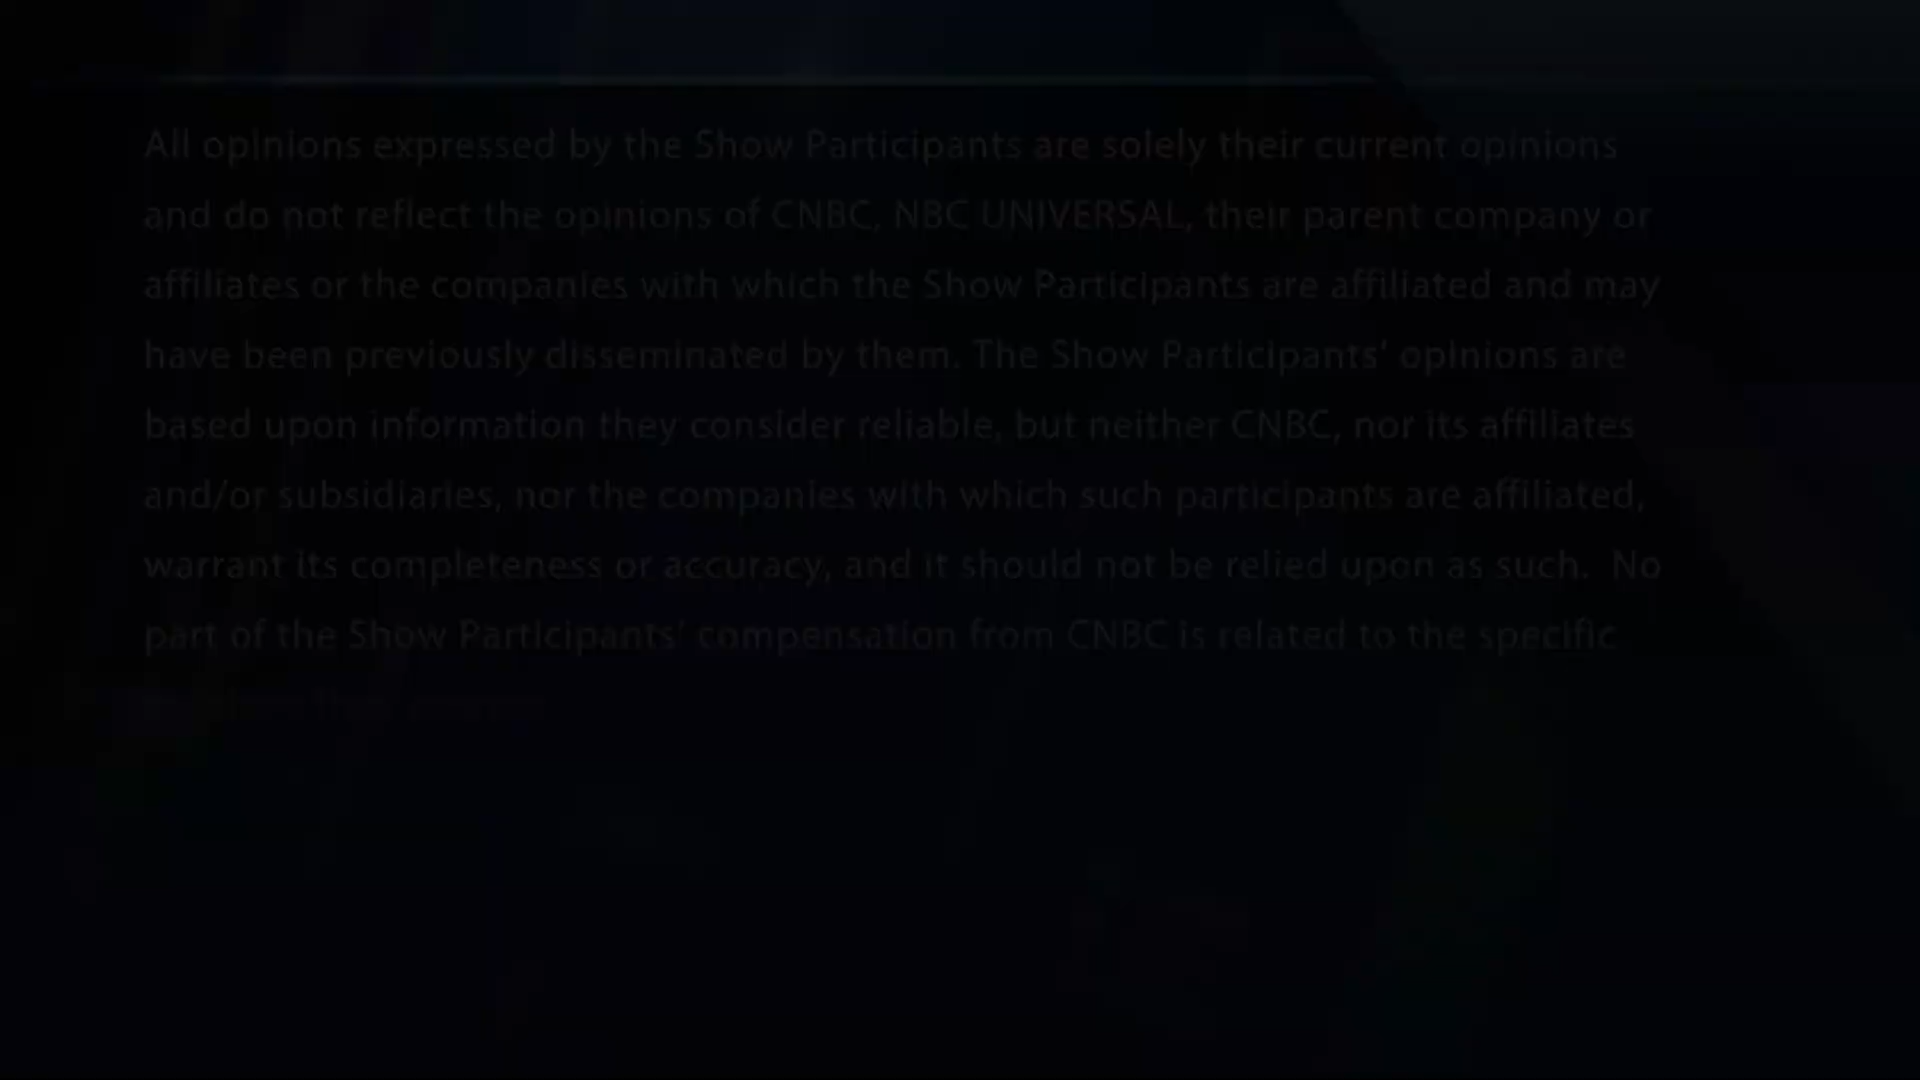 All opinions expressed by the Show Participants are solely their current opinions
and do not reflect the opinions of CNBC, NBC UNIVERSAL, their parent company or
affiliates or the companies with which the Show Participants are affiliated and may
have been previously disseminated by them. The Show Participants' opinions are
based upon information they consider reliable, but neither CNBC, nor its affiliates
and/or subsidiaries, nor the companies with which such participants are affiliated,
warrant its completeness or accuracy, and it should not be relied upon as such.  No
part of the Show Participants' compensation from CNBC is related to the specific